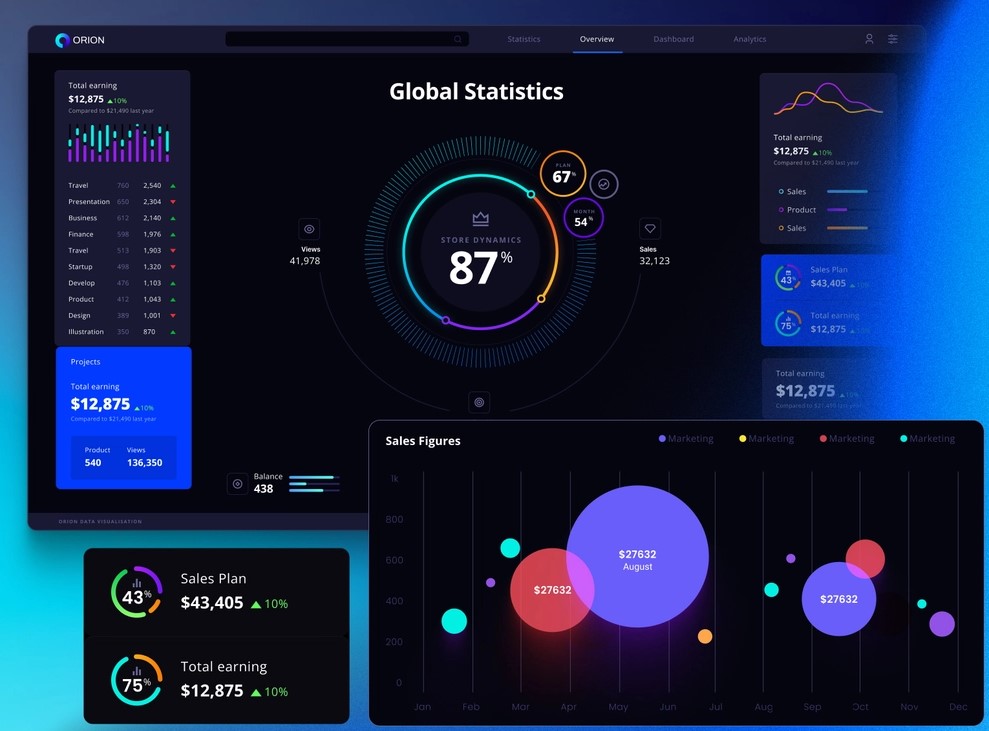 ORION
Statistics
Overview
Dashboard
Analytics
Total earning
$12,875 ▲10%
Compared to $21,490 last year
Travel 760 2,540 ▲
Presentation 650 2,304 ▼
Business 612 2,140 ▲
Finance 598 1,976 ▲
Travel 513 1,903 ▼
Startup 498 1,320 ▼
Develop 476 1,103 ▲
Product 412 1,043 ▲
Design 389 1,001 ▼
Illustration 350 870 ▲
Projects
Total earning
$12,875 ▲10%
Compared to $21,490 last year
Product Views
540 136,350
ORION DATA VISUALISATION
Global Statistics
PLAN
67%
MONTH
54%
STORE DYNAMICS
87%
Views
41,978
Sales
32,123
Balance
438
Total earning
$12,875 ▲10%
Compared to $21,490 last year
Sales
Product
Sales
43%
Sales Plan
$43,405 ▲10%
75%
Total earning
$12,875 ▲10%
Total earning
$12,875 ▲10%
Compared to $21,490 last year
43%
Sales Plan
$43,405 ▲10%
75%
Total earning
$12,875 ▲10%
Sales Figures
Marketing Marketing Marketing Marketing
1k
800
600
400
200
0
$27632
$27632
August
$27632
Jan Feb Mar Apr May Jun Jul Aug Sep Oct Nov Dec